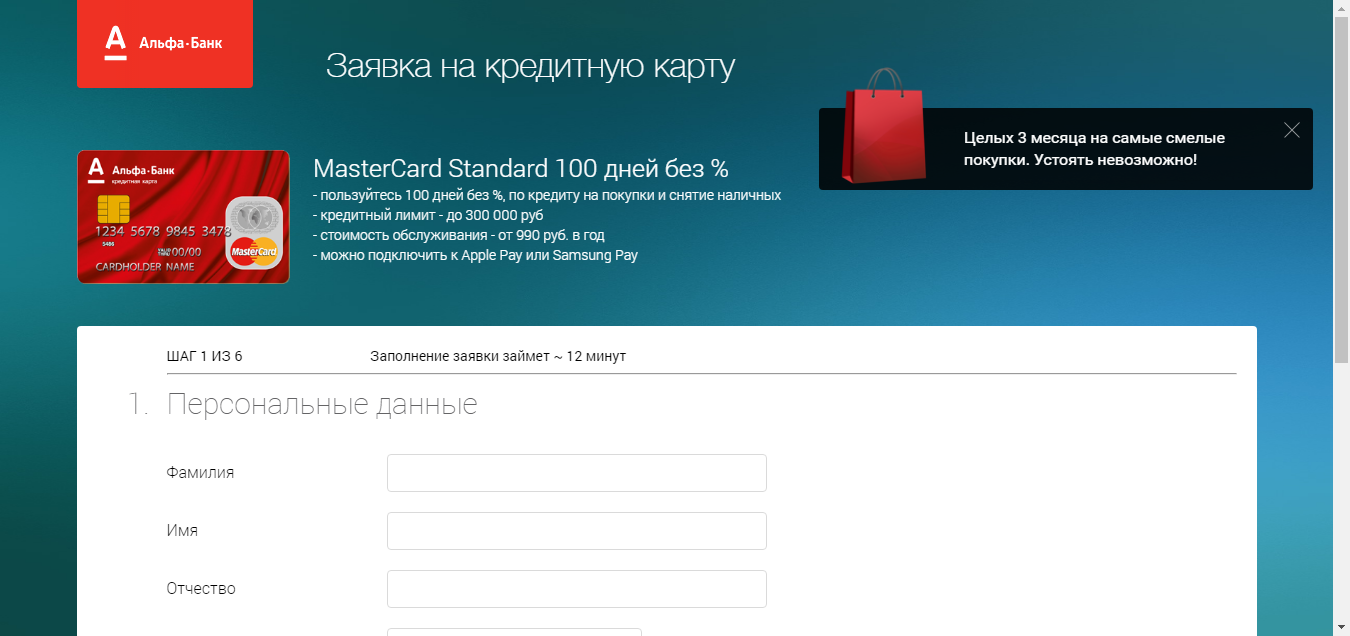 Альфа·Банк
Заявка на кредитную карту
Целых 3 месяца на самые смелые
покупки. Устоять невозможно!
Альфа·Банк
кредитная карта
1234 5678 9845 3478
5486
00/00
MasterCard
CARDHOLDER NAME
MasterCard Standard 100 дней без %
- пользуйтесь 100 дней без %, по кредиту на покупки и снятие наличных
- кредитный лимит - до 300 000 руб
- стоимость обслуживания - от 990 руб. в год
- можно подключить к Apple Pay или Samsung Pay
ШАГ 1 ИЗ 6
Заполнение заявки займет ~ 12 минут
1. Персональные данные
Фамилия
Имя
Отчество